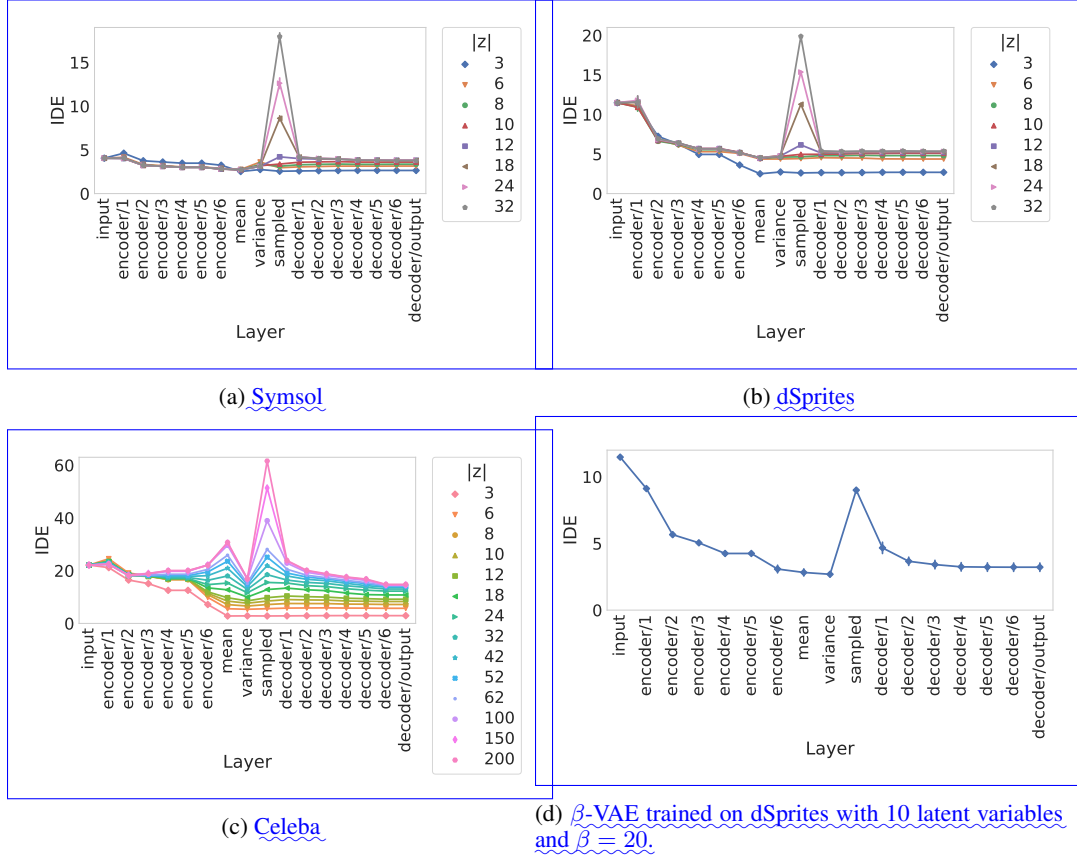 IDE
15
10
5
0
input
encoder/1
encoder/2
encoder/3
encoder/4
encoder/5
encoder/6
mean
variance
sampled
decoder/1
decoder/2
decoder/3
decoder/4
decoder/5
decoder/6
decoder/output
Layer
|z|
3
6
8
10
12
18
24
32
(a) Symsol
IDE
20
15
10
5
0
input
encoder/1
encoder/2
encoder/3
encoder/4
encoder/5
encoder/6
mean
variance
sampled
decoder/1
decoder/2
decoder/3
decoder/4
decoder/5
decoder/6
decoder/output
Layer
|z|
3
6
8
10
12
18
24
32
(b) dSprites
IDE
60
40
20
0
input
encoder/1
encoder/2
encoder/3
encoder/4
encoder/5
encoder/6
mean
variance
sampled
decoder/1
decoder/2
decoder/3
decoder/4
decoder/5
decoder/6
decoder/output
Layer
|z|
3
6
8
10
12
18
24
32
42
52
62
100
150
200
(c) Celeba
IDE
10
5
0
input
encoder/1
encoder/2
encoder/3
encoder/4
encoder/5
encoder/6
mean
variance
sampled
decoder/1
decoder/2
decoder/3
decoder/4
decoder/5
decoder/6
decoder/output
Layer
(d) β-VAE trained on dSprites with 10 latent variables
and β = 20.